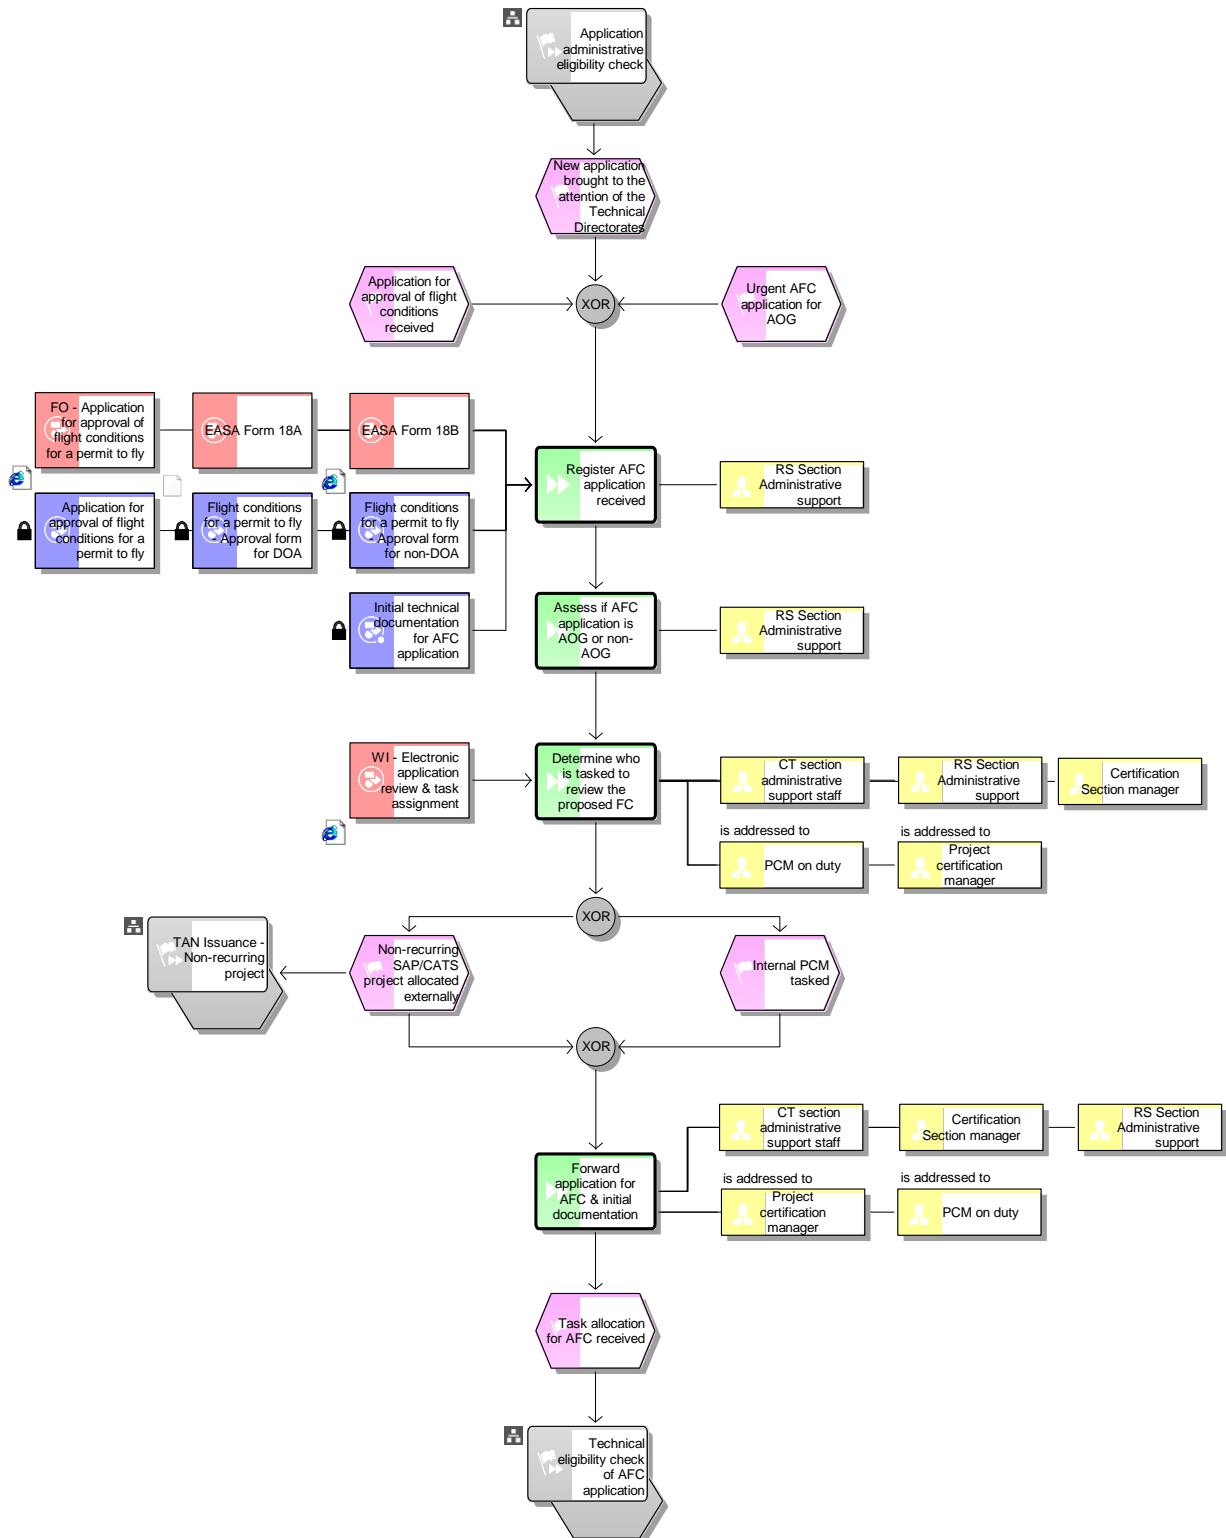 Application
administrative
eligibility check
New application
brought to the
attention of the
Technical
Directorates
Application for
approval of flight
conditions
received
XOR
Urgent AFC
application for
AOG
FO - Application
for approval of
flight conditions
for a permit to fly
EASA Form 18A
EASA Form 18B
Register AFC
application
received
RS Section
Administrative
support
Application for
approval of flight
conditions for a
permit to fly
Flight conditions
for a permit to fly
- Approval form
for DOA
Flight conditions
for a permit to fly
- Approval form
for non-DOA
Initial technical
documentation
for AFC
application
Assess if AFC
application is
AOG or non-
AOG
RS Section
Administrative
support
WI - Electronic
application
review & task
assignment
Determine who
is tasked to
review the
proposed FC
CT section
administrative
support staff
RS Section
Administrative
support
Certification
Section manager
is addressed to
PCM on duty
is addressed to
Project
certification
manager
XOR
TAN Issuance -
Non-recurring
project
Non-recurring
SAP/CATS
project allocated
externally
Internal PCM
tasked
XOR
CT section
administrative
support staff
Certification
Section manager
RS Section
Administrative
support
Forward
application for
AFC & initial
documentation
is addressed to
Project
certification
manager
is addressed to
PCM on duty
Task allocation
for AFC received
Technical
eligibility check
of AFC
application